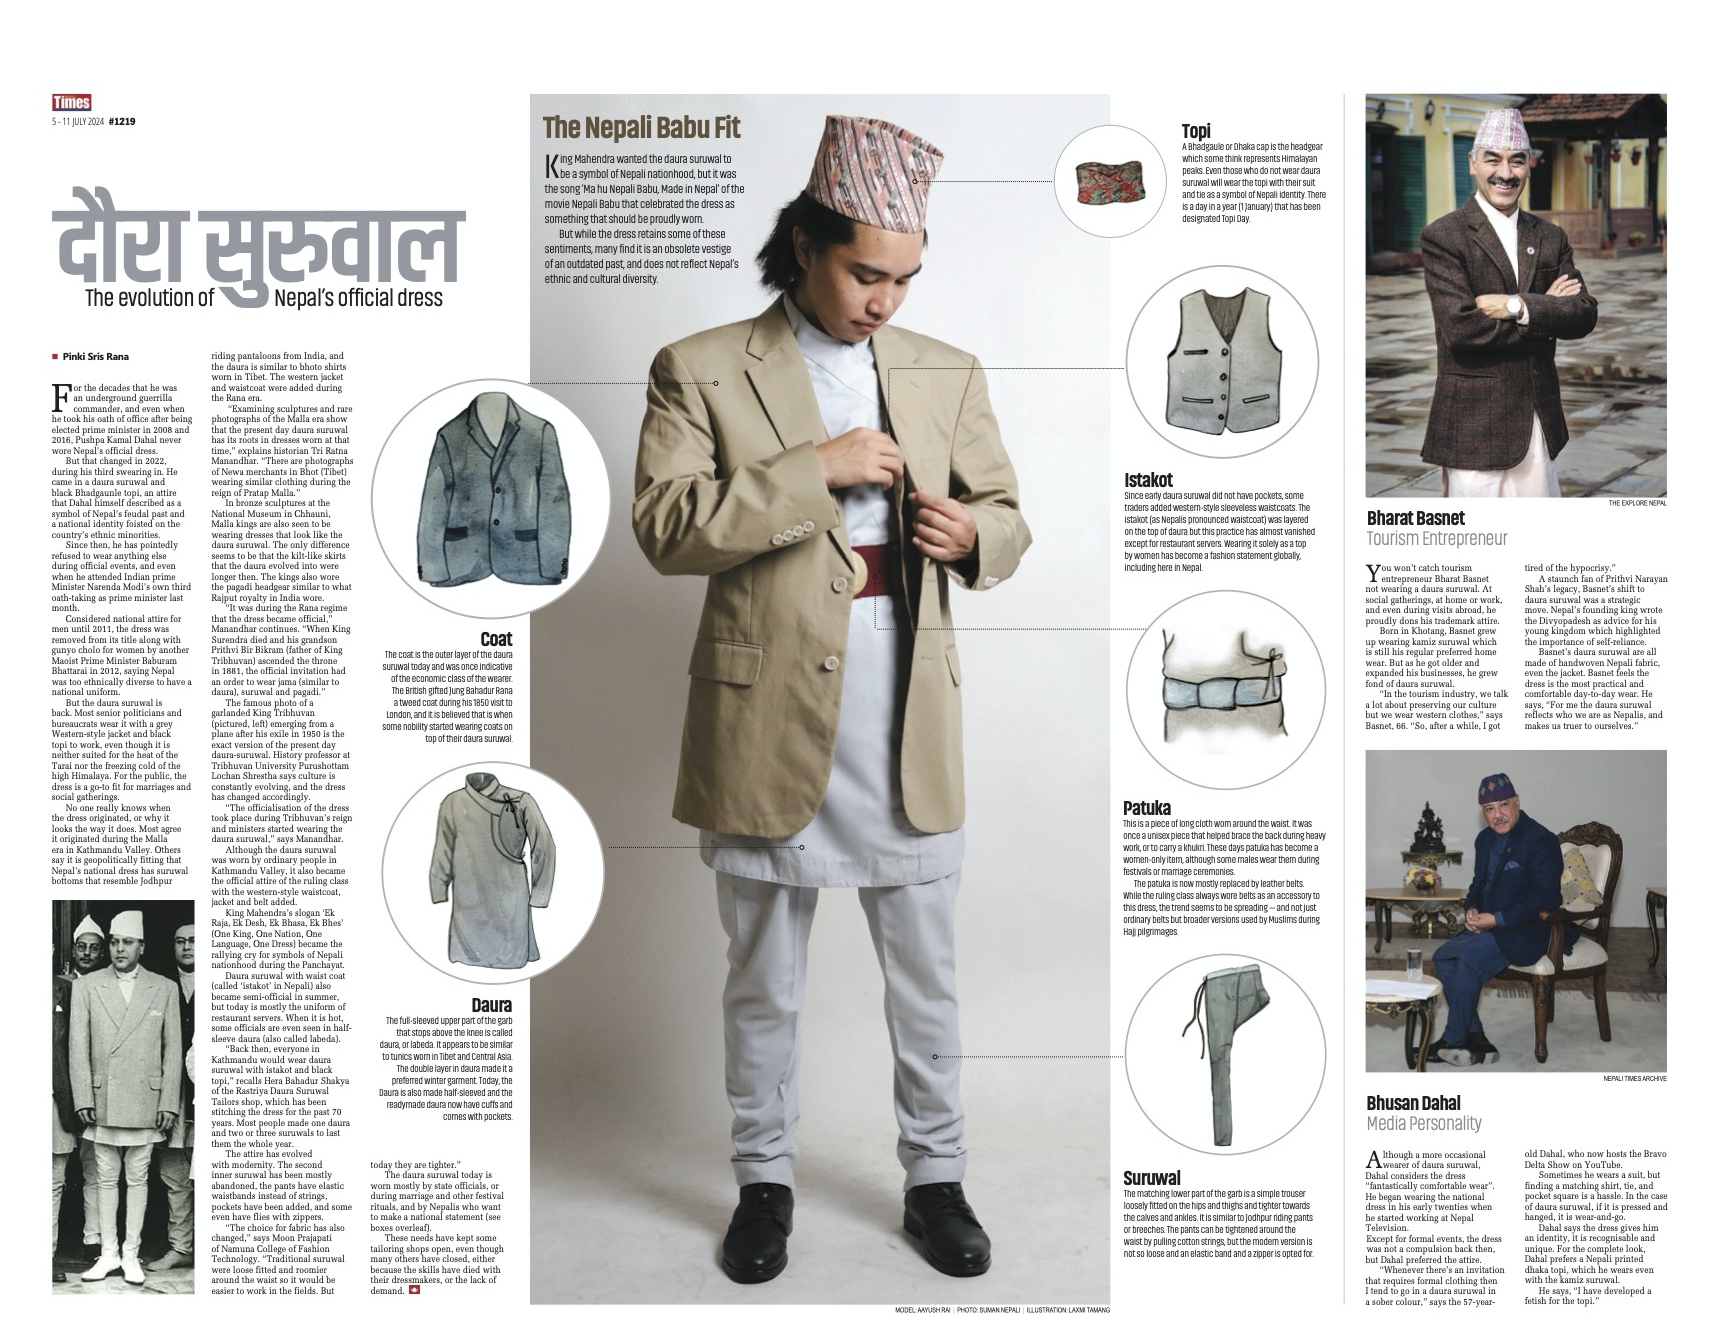 Times
5 - 11 JULY 2024 #1219
दौरा सुरुवाल
The evolution of Nepal's official dress
■ Pinki Sris Rana
For the decades that he was
an underground guerrilla
commander, and even when
he took his oath of office after being
elected prime minister in 2008 and
2016, Pushpa Kamal Dahal never
wore Nepal's official dress.
But that changed in 2022,
during his third swearing in. He
came in a daura suruwal and
black Bhadgaunle topi, an attire
that Dahal himself described as a
symbol of Nepal's feudal past and
a national identity foisted on the
country's ethnic minorities.
Since then, he has pointedly
refused to wear anything else
during official events, and even
when he attended Indian prime
Minister Narenda Modi's own third
oath-taking as prime minister last
month.
Considered national attire for
men until 2011, the dress was
removed from its title along with
gunyo cholo for women by another
Maoist Prime Minister Baburam
Bhattarai in 2012, saying Nepal
was too ethnically diverse to have a
national uniform.
But the daura suruwal is
back. Most senior politicians and
bureaucrats wear it with a grey
Western-style jacket and black
topi to work, even though it is
neither suited for the heat of the
Tarai nor the freezing cold of the
high Himalaya. For the public, the
dress is a go-to fit for marriages and
social gatherings.
No one really knows when
the dress originated, or why it
looks the way it does. Most agree
it originated during the Malla
era in Kathmandu Valley. Others
say it is geopolitically fitting that
Nepal's national dress has suruwal
bottoms that resemble Jodhpur
riding pantaloons from India, and
the daura is similar to bhoto shirts
worn in Tibet. The western jacket
and waistcoat were added during
the Rana era.
"Examining sculptures and rare
photographs of the Malla era show
that the present day daura suruwal
has its roots in dresses worn at that
time," explains historian Tri Ratna
Manandhar. "There are photographs
of Newa merchants in Bhot (Tibet)
wearing similar clothing during the
reign of Pratap Malla."
In bronze sculptures at the
National Museum in Chhauni,
Malla kings are also seen to be
wearing dresses that look like the
daura suruwal. The only difference
seems to be that the kilt-like skirts
that the daura evolved into were
longer then. The kings also wore
the pagadi headgear similar to what
Rajput royalty in India wore.
"It was during the Rana regime
that the dress became official,"
Manandhar continues. "When King
Surendra died and his grandson
Prithvi Bir Bikram (father of King
Tribhuvan) ascended the throne
in 1881, the official invitation had
an order to wear jama (similar to
daura), suruwal and pagadi."
The famous photo of a
garlanded King Tribhuvan
(pictured, left) emerging from a
plane after his exile in 1950 is the
exact version of the present day
daura-suruwal. History professor at
Tribhuvan University Purushottam
Lochan Shrestha says culture is
constantly evolving, and the dress
has changed accordingly.
"The officialisation of the dress
took place during Tribhuvan's reign
and ministers started wearing the
daura suruwal," says Manandhar.
Although the daura suruwal
was worn by ordinary people in
Kathmandu Valley, it also became
the official attire of the ruling class
with the western-style waistcoat,
jacket and belt added.
King Mahendra's slogan 'Ek
Raja, Ek Desh, Ek Bhasa, Ek Bhes'
(One King, One Nation, One
Language, One Dress) became the
rallying cry for symbols of Nepali
nationhood during the Panchayat.
Daura suruwal with waist coat
(called 'istakot' in Nepali) also
became semi-official in summer,
but today is mostly the uniform of
restaurant servers. When it is hot,
some officials are even seen in half-
sleeve daura (also called labeda).
"Back then, everyone in
Kathmandu would wear daura
suruwal with istakot and black
topi," recalls Hera Bahadur Shakya
of the Rastriya Daura Suruwal
Tailors shop, which has been
stitching the dress for the past 70
years. Most people made one daura
and two or three suruwals to last
them the whole year.
The attire has evolved
with modernity. The second
inner suruwal has been mostly
abandoned, the pants have elastic
waistbands instead of strings,
pockets have been added, and some
even have flies with zippers.
"The choice for fabric has also
changed," says Moon Prajapati
of Namuna College of Fashion
Technology. "Traditional suruwal
were loose fitted and roomier
around the waist so it would be
easier to work in the fields. But
today they are tighter."
The daura suruwal today is
worn mostly by state officials, or
during marriage and other festival
rituals, and by Nepalis who want
to make a national statement (see
boxes overleaf).
These needs have kept some
tailoring shops open, even though
many others have closed, either
because the skills have died with
their dressmakers, or the lack of
demand.
The Nepali Babu Fit
King Mahendra wanted the daura suruwal to
be a symbol of Nepali nationhood, but it was
the song 'Ma hu Nepali Babu, Made in Nepal' of the
movie Nepali Babu that celebrated the dress as
something that should be proudly worn.
But while the dress retains some of these
sentiments, many find it is an obsolete vestige
of an outdated past, and does not reflect Nepal's
ethnic and cultural diversity.
Coat
The coat is the outer layer of the daura
suruwal today and was once indicative
of the economic class of the wearer.
The British gifted Jung Bahadur Rana
a tweed coat during his 1850 visit to
London, and it is believed that is when
some nobility started wearing coats on
top of their daura suruwal.
Daura
The full-sleeved upper part of the garb
that stops above the knee is called
daura, or labeda. It appears to be similar
to tunics worn in Tibet and Central Asia.
The double layer in daura made it a
preferred winter garment. Today, the
Daura is also made half-sleeved and the
readymade daura now have cuffs and
comes with pockets.
Topi
A Bhadgaule or Dhaka cap is the headgear
which some think represents Himalayan
peaks. Even those who do not wear daura
suruwal will wear the topi with their suit
and tie as a symbol of Nepali identity. There
is a day in a year (1 January) that has been
designated Topi Day.
Istakot
Since early daura suruwal did not have pockets, some
traders added western-style sleeveless waistcoats. The
istakot (as Nepalis pronounced waistcoat) was layered
on the top of daura but this practice has almost vanished
except for restaurant servers. Wearing it solely as a top
by women has become a fashion statement globally,
including here in Nepal.
Patuka
This is a piece of long cloth worn around the waist. It was
once a unisex piece that helped brace the back during heavy
work, or to carry a khukri. These days patuka has become a
women-only item, although some males wear them during
festivals or marriage ceremonies.
The patuka is now mostly replaced by leather belts.
While the ruling class always wore belts as an accessory to
this dress, the trend seems to be spreading — and not just
ordinary belts but broader versions used by Muslims during
Hajj pilgrimages.
Suruwal
The matching lower part of the garb is a simple trouser
loosely fitted on the hips and thighs and tighter towards
the calves and ankles. It is similar to Jodhpur riding pants
or breeches. The pants can be tightened around the
waist by pulling cotton strings, but the modern version is
not so loose and an elastic band and a zipper is opted for.
MODEL: AAYUSH RAI | PHOTO: SUMAN NEPALI | ILLUSTRATION: LAXMI TAMANG
THE EXPLORE NEPAL
Bharat Basnet
Tourism Entrepreneur
You won't catch tourism
entrepreneur Bharat Basnet
not wearing a daura suruwal. At
social gatherings, at home or work,
and even during visits abroad, he
proudly dons his trademark attire.
Born in Khotang, Basnet grew
up wearing kamiz suruwal which
is still his regular preferred home
wear. But as he got older and
expanded his businesses, he grew
fond of daura suruwal.
"In the tourism industry, we talk
a lot about preserving our culture
but we wear western clothes," says
Basnet, 66. "So, after a while, I got
tired of the hypocrisy."
A staunch fan of Prithvi Narayan
Shah's legacy, Basnet's shift to
daura suruwal was a strategic
move. Nepal's founding king wrote
the Divyopadesh as advice for his
young kingdom which highlighted
the importance of self-reliance.
Basnet's daura suruwal are all
made of handwoven Nepali fabric,
even the jacket. Basnet feels the
dress is the most practical and
comfortable day-to-day wear. He
says, "For me the daura suruwal
reflects who we are as Nepalis, and
makes us truer to ourselves."
NEPALI TIMES ARCHIVE
Bhusan Dahal
Media Personality
Although a more occasional
wearer of daura suruwal,
Dahal considers the dress
"fantastically comfortable wear".
He began wearing the national
dress in his early twenties when
he started working at Nepal
Television.
Except for formal events, the dress
was not a compulsion back then,
but Dahal preferred the attire.
"Whenever there's an invitation
that requires formal clothing then
I tend to go in a daura suruwal in
a sober colour," says the 57-year-
old Dahal, who now hosts the Bravo
Delta Show on YouTube.
Sometimes he wears a suit, but
finding a matching shirt, tie, and
pocket square is a hassle. In the case
of daura suruwal, if it is pressed and
hanged, it is wear-and-go.
Dahal says the dress gives him
an identity, it is recognisable and
unique. For the complete look,
Dahal prefers a Nepali printed
dhaka topi, which he wears even
with the kamiz suruwal.
He says, "I have developed a
fetish for the topi."